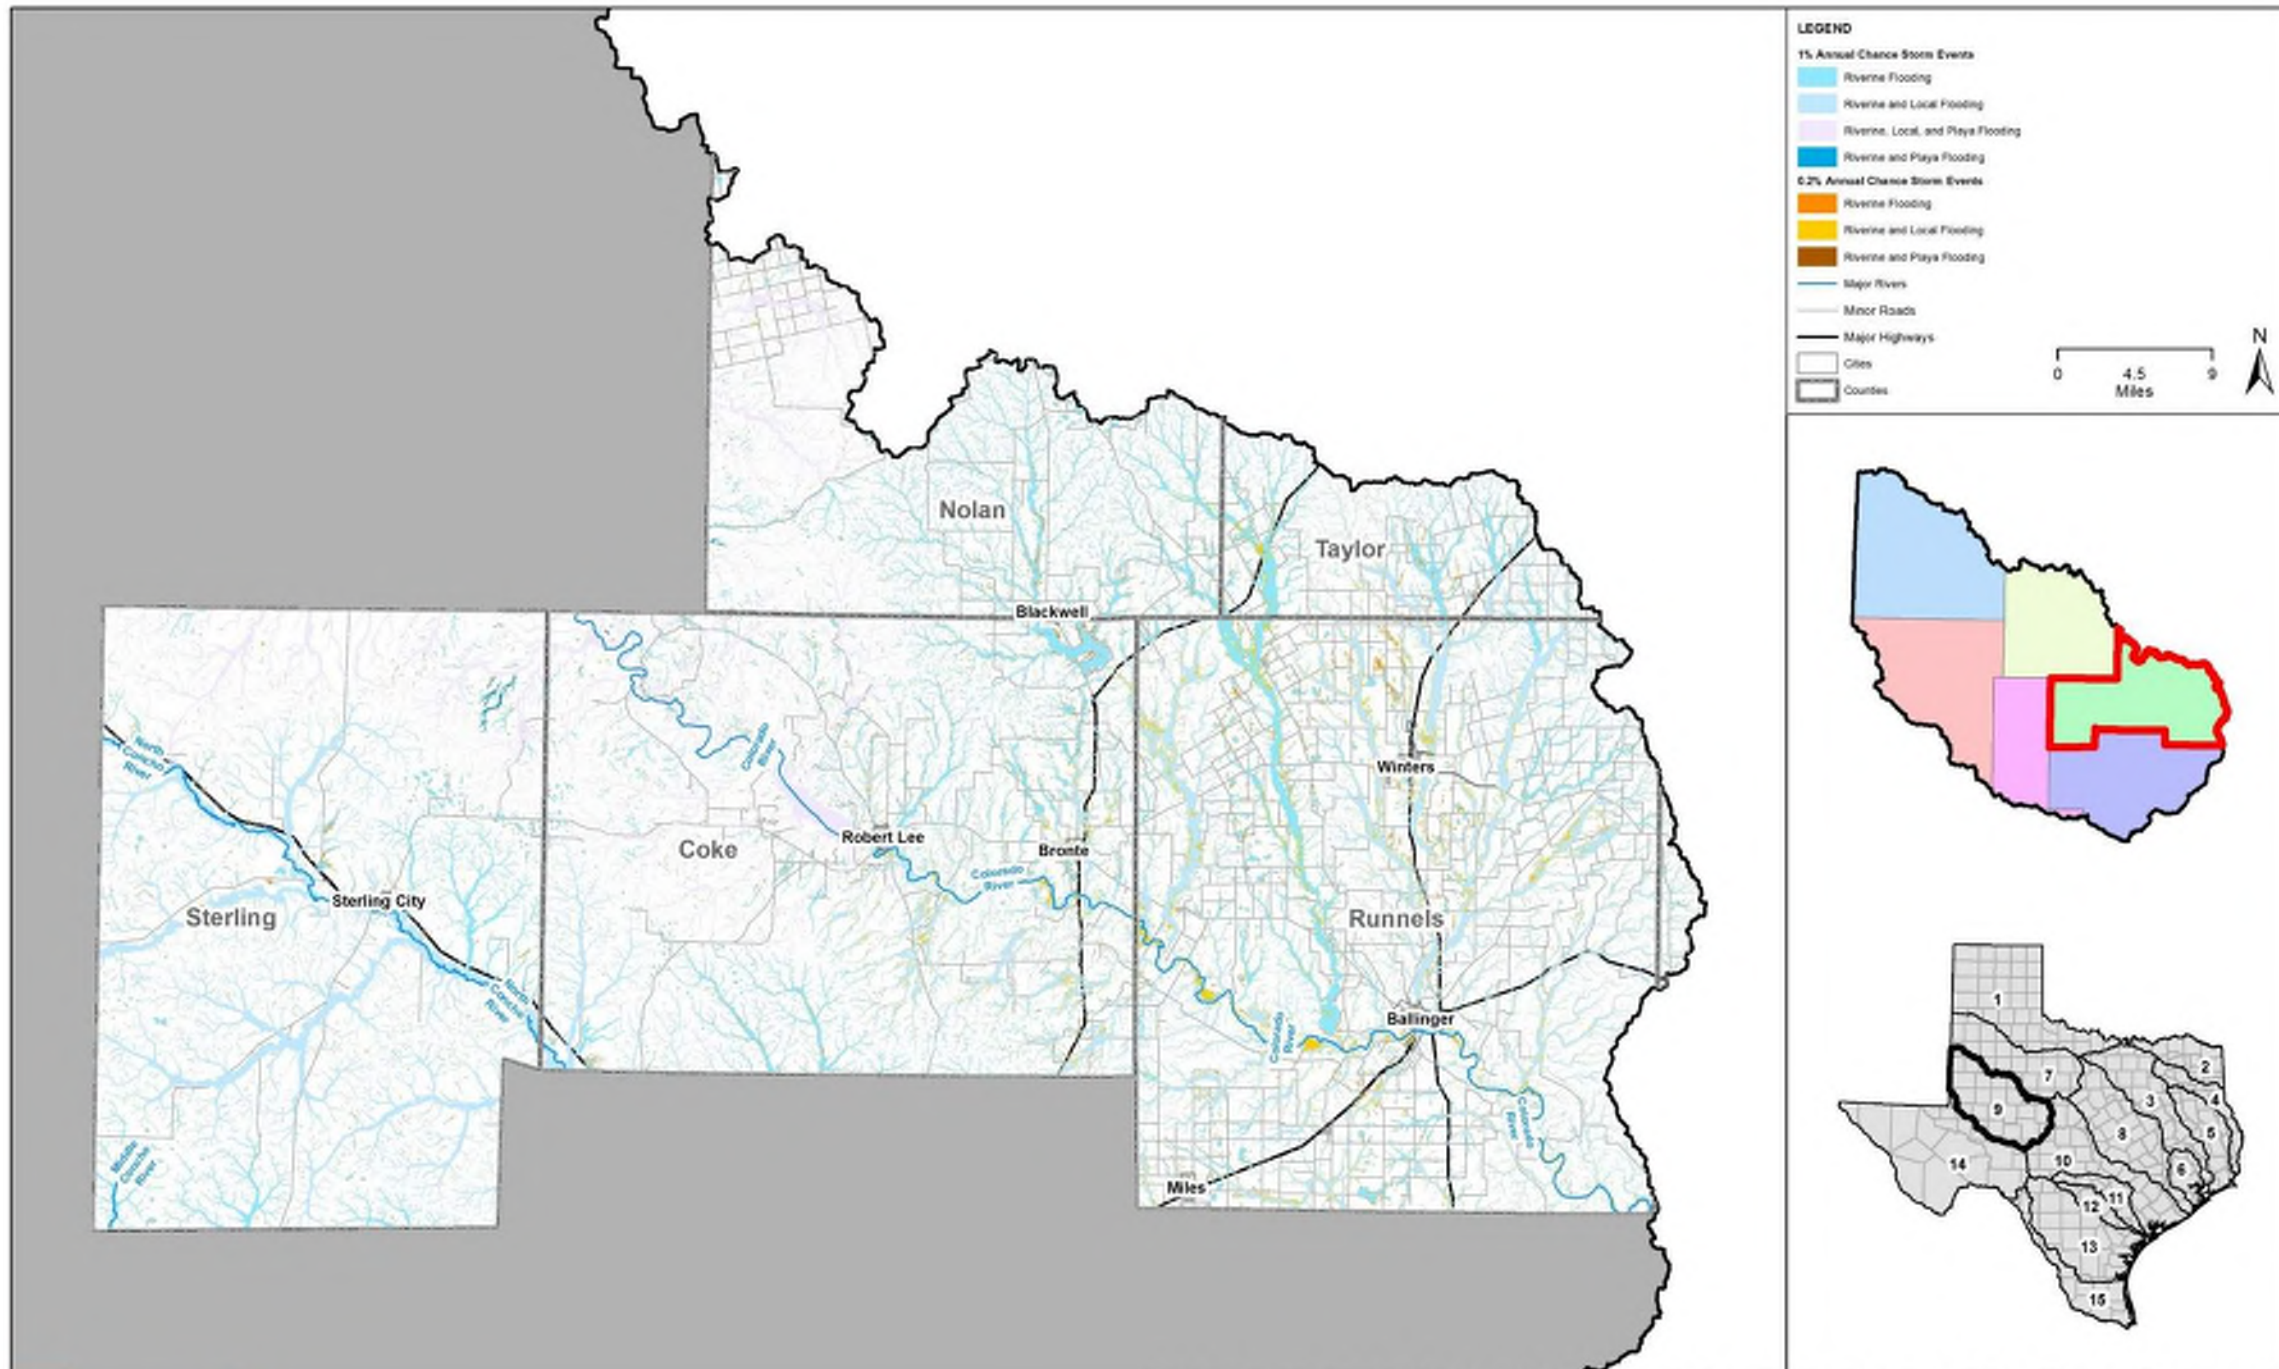 Nolan
Taylor
Blackwell
North
Concho
River
Colorado
River
Winters
Robert Lee
Coke
Bronte
Colorado
River
Sterling City
Sterling
Runnels
North
Concho
River
Ballinger
Colorado
River
Colorado
River
Middle
Concho
River
Miles
LEGEND
1% Annual Chance Storm Events
Riverine Flooding
Riverine and Local Flooding
Riverine, Local, and Playa Flooding
Riverine and Playa Flooding
0.2% Annual Chance Storm Events
Riverine Flooding
Riverine and Local Flooding
Riverine and Playa Flooding
Major Rivers
Minor Roads
Major Highways
Cities
Counties
N
0 4.5 9
Miles
1
2
7
3
4
9
8
5
14
10
6
12
11
13
15